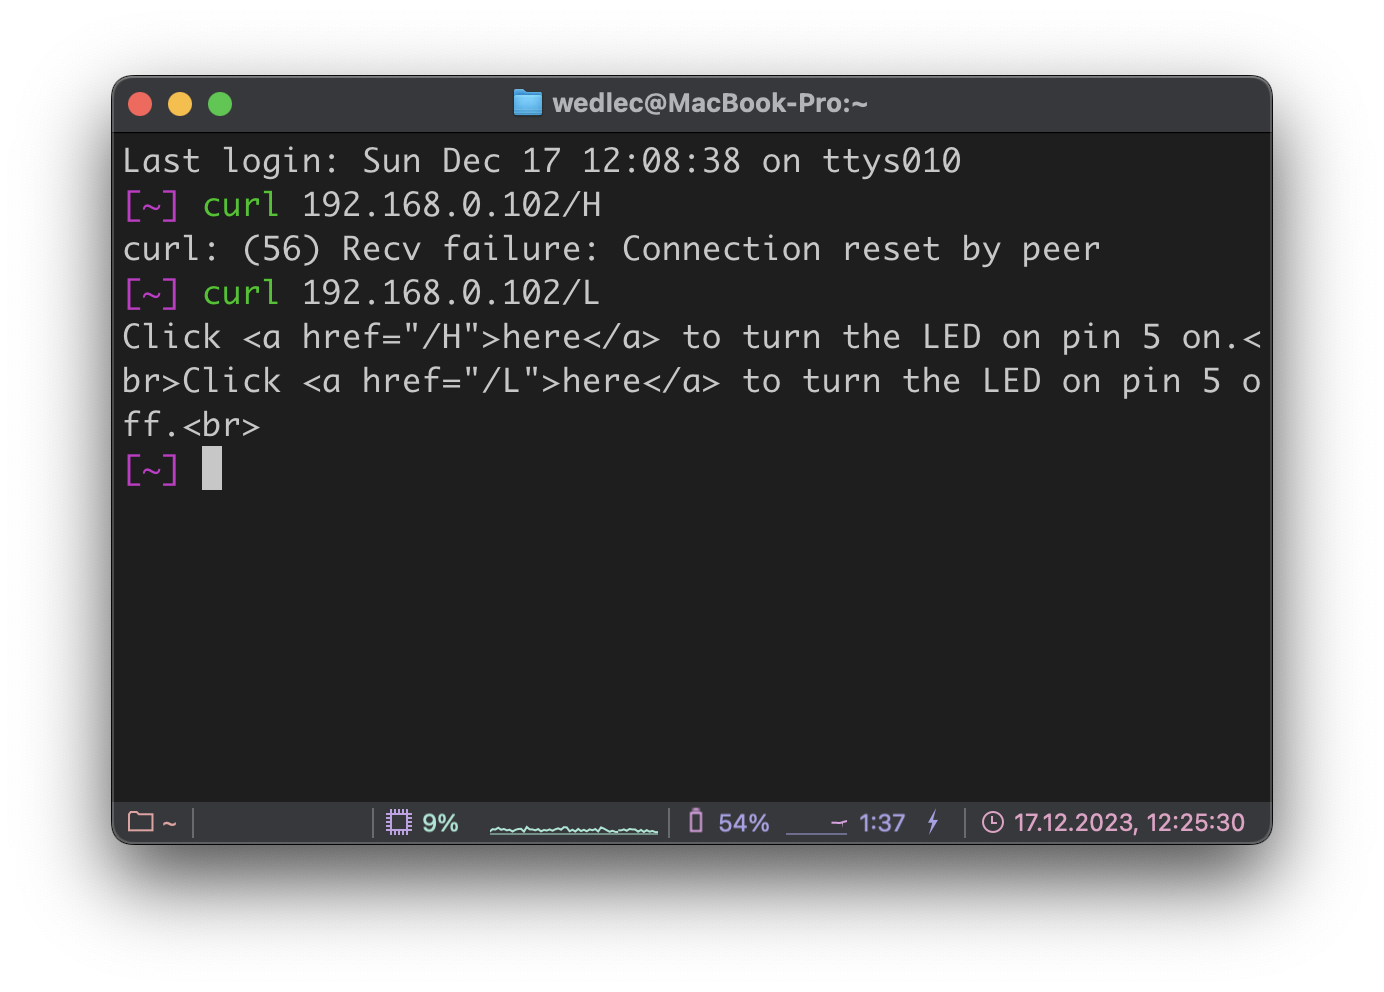 wedlec@MacBook-Pro:~
Last login: Sun Dec 17 12:08:38 on ttys010
[~] curl 192.168.0.102/H
curl: (56) Recv failure: Connection reset by peer
[~] curl 192.168.0.102/L
Click <a href="/H">here</a> to turn the LED on pin 5 on.<
br>Click <a href="/L">here</a> to turn the LED on pin 5 o
ff.<br>
[~]
~ 9% 54% 1:37 17.12.2023, 12:25:30